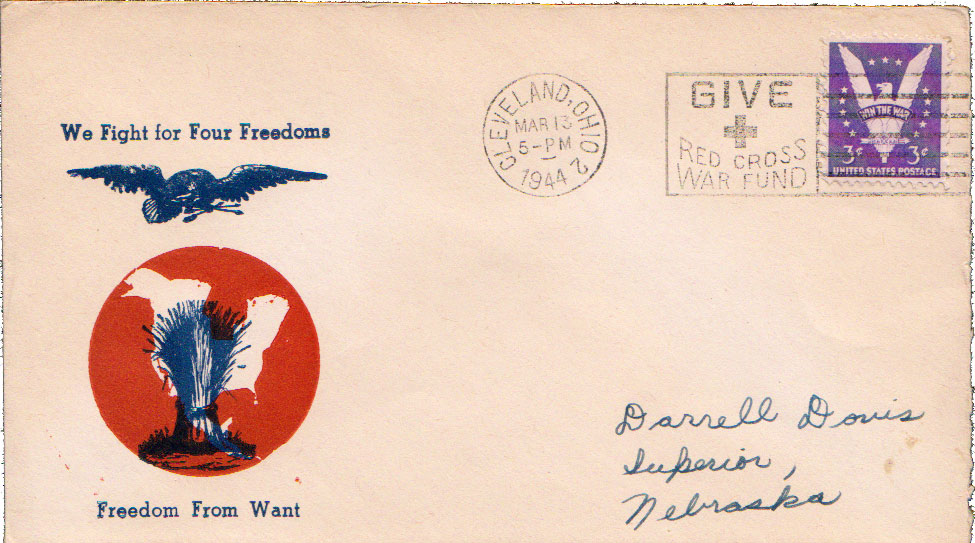 We Fight for Four Freedoms
Freedom From Want
CLEVELAND, OHIO 2
MAR 13
5-PM
1944
GIVE
RED CROSS
WAR FUND
WIN THE WAR
3¢ 3¢
UNITED STATES POSTAGE
Darrell Davis
Superior,
Nebraska